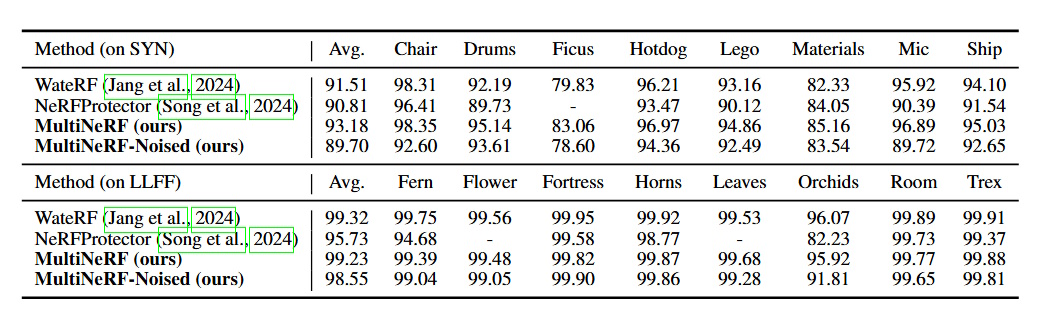 Method (on SYN) | Avg. Chair Drums Ficus Hotdog Lego Materials Mic Ship
WateRF (Jang et al., 2024) 91.51 98.31 92.19 79.83 96.21 93.16 82.33 95.92 94.10
NeRFProtector (Song et al., 2024) 90.81 96.41 89.73 - 93.47 90.12 84.05 90.39 91.54
MultiNeRF (ours) 93.18 98.35 95.14 83.06 96.97 94.86 85.16 96.89 95.03
MultiNeRF-Noised (ours) 89.70 92.60 93.61 78.60 94.36 92.49 83.54 89.72 92.65
Method (on LLFF) | Avg. Fern Flower Fortress Horns Leaves Orchids Room Trex
WateRF (Jang et al., 2024) 99.32 99.75 99.56 99.95 99.92 99.53 96.07 99.89 99.91
NeRFProtector (Song et al., 2024) 95.73 94.68 - 99.58 98.77 - 82.23 99.73 99.37
MultiNeRF (ours) 99.23 99.39 99.48 99.82 99.87 99.68 95.92 99.77 99.88
MultiNeRF-Noised (ours) 98.55 99.04 99.05 99.90 99.86 99.28 91.81 99.65 99.81